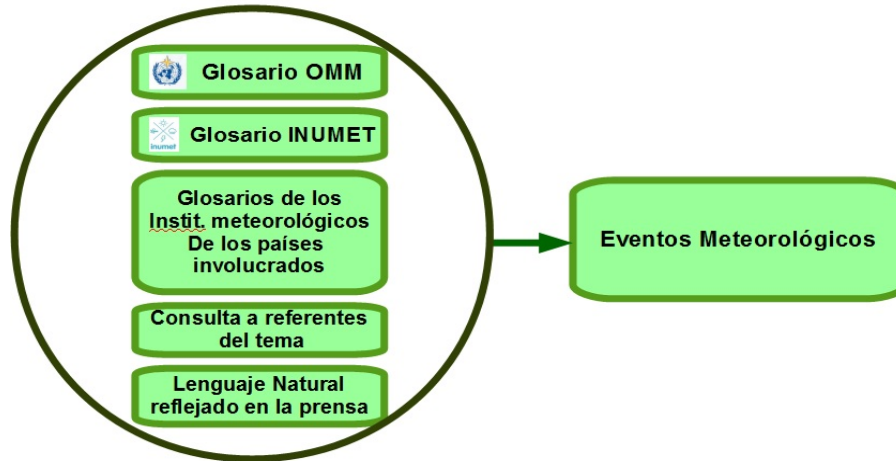 Glosario OMM
inumet
Glosario INUMET
Glosarios de los
Instit. meteorológicos
De los países
involucrados
Consulta a referentes
del tema
Lenguaje Natural
reflejado en la prensa
Eventos Meteorológicos